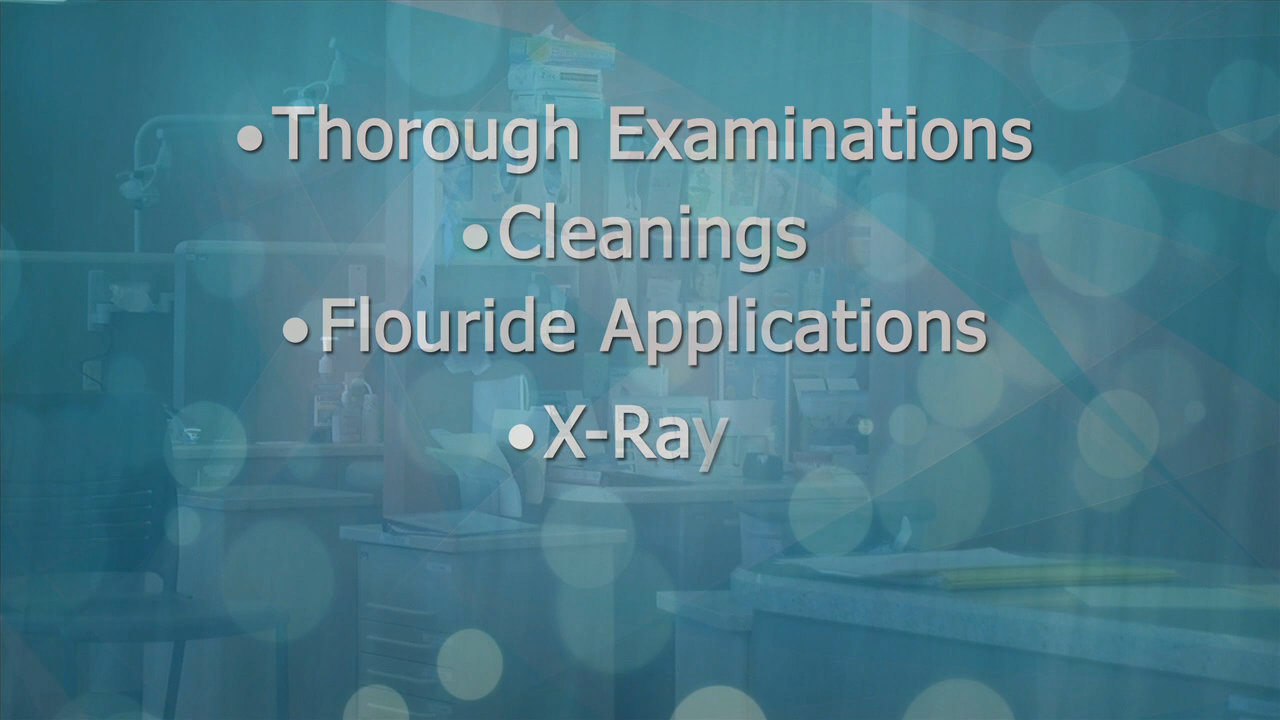 •Thorough Examinations
•Cleanings
•Flouride Applications
•X-Ray